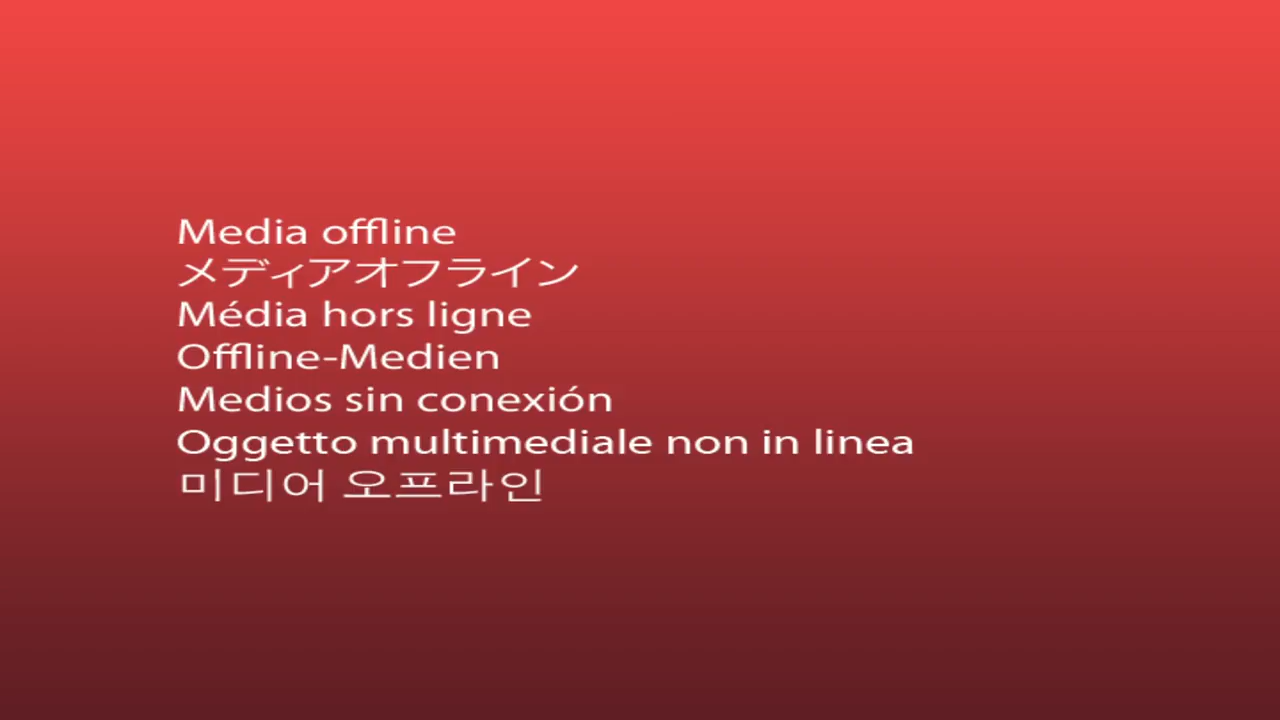 Media offline
メディアオフライン
Média hors ligne
Offline-Medien
Medios sin conexión
Oggetto multimediale non in linea
미디어 오프라인